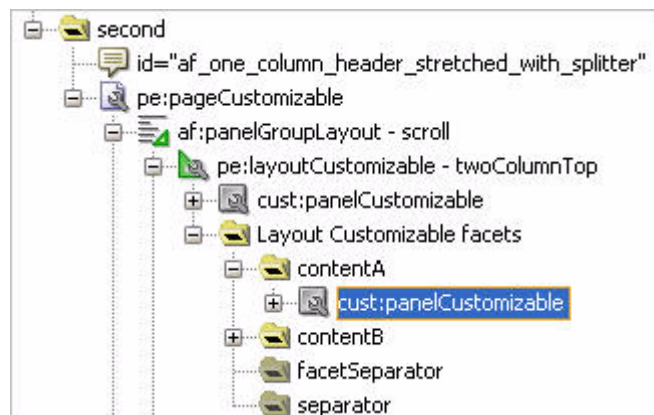 second
id="af_one_column_header_stretched_with_splitter"
pe:pageCustomizable
af:panelGroupLayout - scroll
pe:layoutCustomizable - twoColumnTop
cust:panelCustomizable
Layout Customizable facets
contentA
cust:panelCustomizable
contentB
facetSeparator
separator